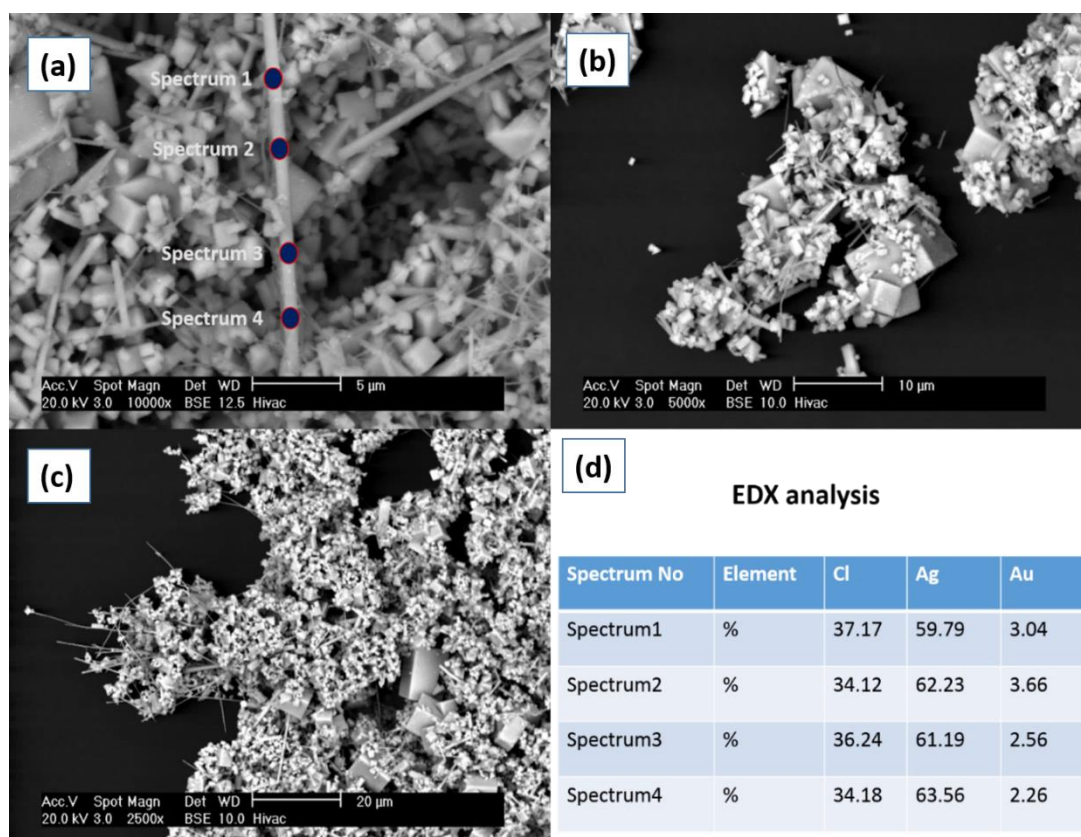 (a)
Spectrum 1
Spectrum 2
Spectrum 3
Spectrum 4
Acc.V Spot Magn Det WD 5 µm
20.0 kV 3.0 10000x BSE 12.5 Hivac
(b)
Acc.V Spot Magn Det WD 10 µm
20.0 kV 3.0 5000x BSE 10.0 Hivac
(c)
Acc.V Spot Magn Det WD 20 µm
20.0 kV 3.0 2500x BSE 10.0 Hivac
(d)
EDX analysis
Spectrum No Element Cl Ag Au
Spectrum1 % 37.17 59.79 3.04
Spectrum2 % 34.12 62.23 3.66
Spectrum3 % 36.24 61.19 2.56
Spectrum4 % 34.18 63.56 2.26